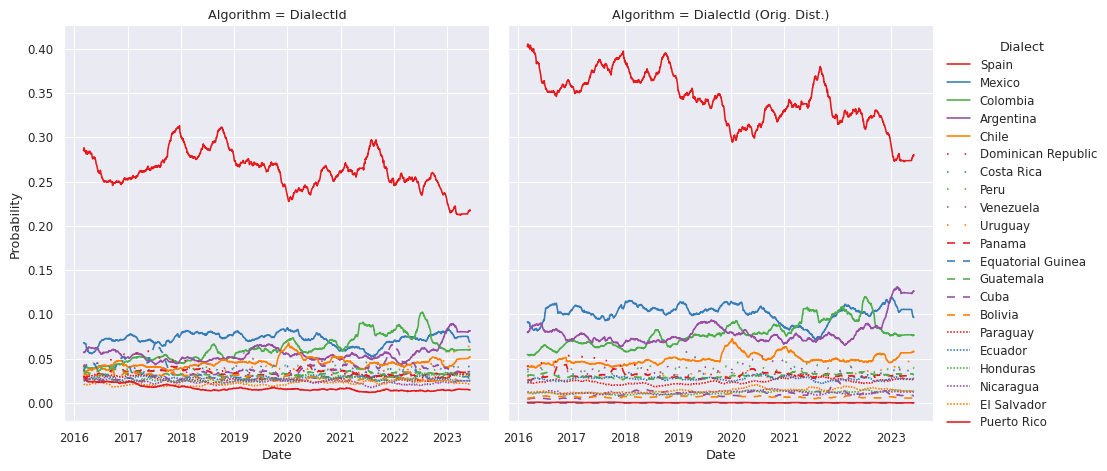 Algorithm = DialectId
Algorithm = DialectId (Orig. Dist.)
Probability
0.40
0.35
0.30
0.25
0.20
0.15
0.10
0.05
0.00
2016 2017 2018 2019 2020 2021 2022 2023
Date
2016 2017 2018 2019 2020 2021 2022 2023
Date
Dialect
Spain
Mexico
Colombia
Argentina
Chile
Dominican Republic
Costa Rica
Peru
Venezuela
Uruguay
Panama
Equatorial Guinea
Guatemala
Cuba
Bolivia
Paraguay
Ecuador
Honduras
Nicaragua
El Salvador
Puerto Rico